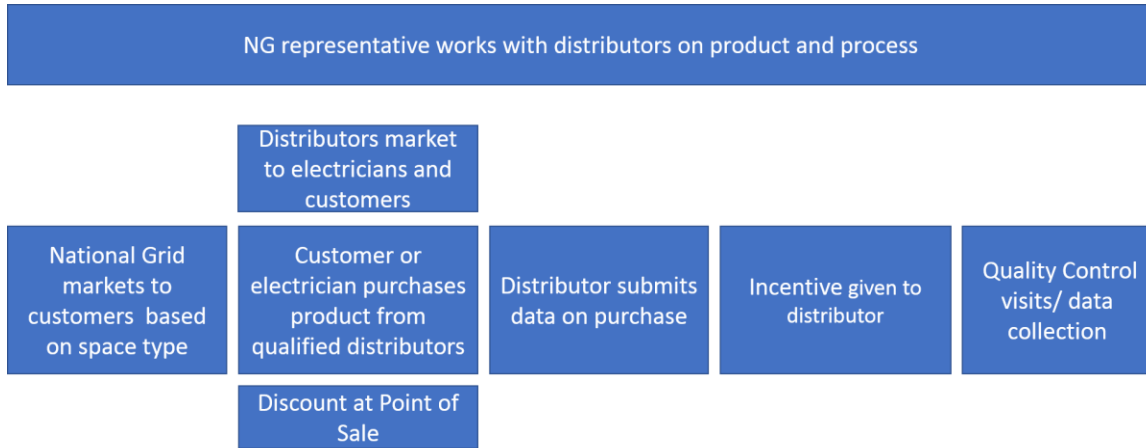 NG representative works with distributors on product and process
Distributors market
to electricians and
customers
National Grid
markets to
customers based
on space type
Customer or
electrician purchases
product from
qualified distributors
Distributor submits
data on purchase
Incentive given to
distributor
Quality Control
visits/ data
collection
Discount at Point of
Sale